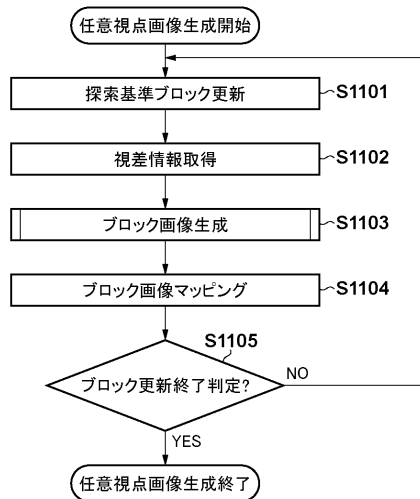 任意視点画像生成開始
探索基準ブロック更新
S1101
視差情報取得
S1102
ブロック画像生成
S1103
ブロック画像マッピング
S1104
S1105
ブロック更新終了判定?
NO
YES
任意視点画像生成終了